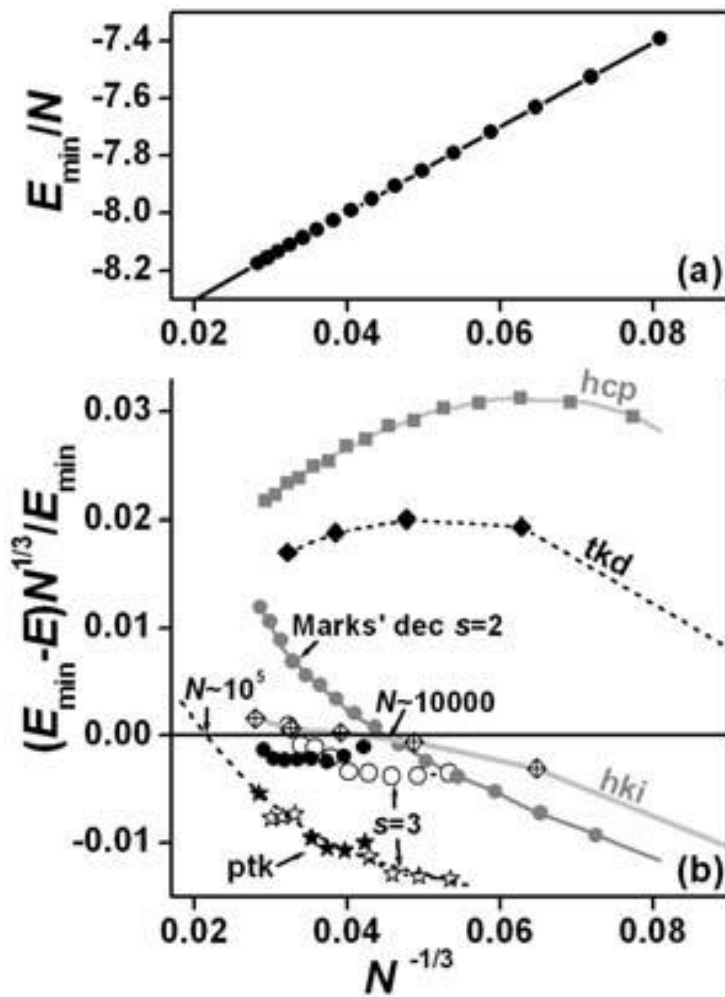 E_min/N
-7.4
-7.6
-7.8
-8.0
-8.2
(a)
0.02 0.04 0.06 0.08
(E_min-E)N^1/3/E_min
0.03
0.02
0.01
0.00
-0.01
hcp
tkd
Marks' dec s=2
N~10^5
N~10000
hki
s=3
ptk
(b)
0.02 0.04 0.06 0.08
N^-1/3